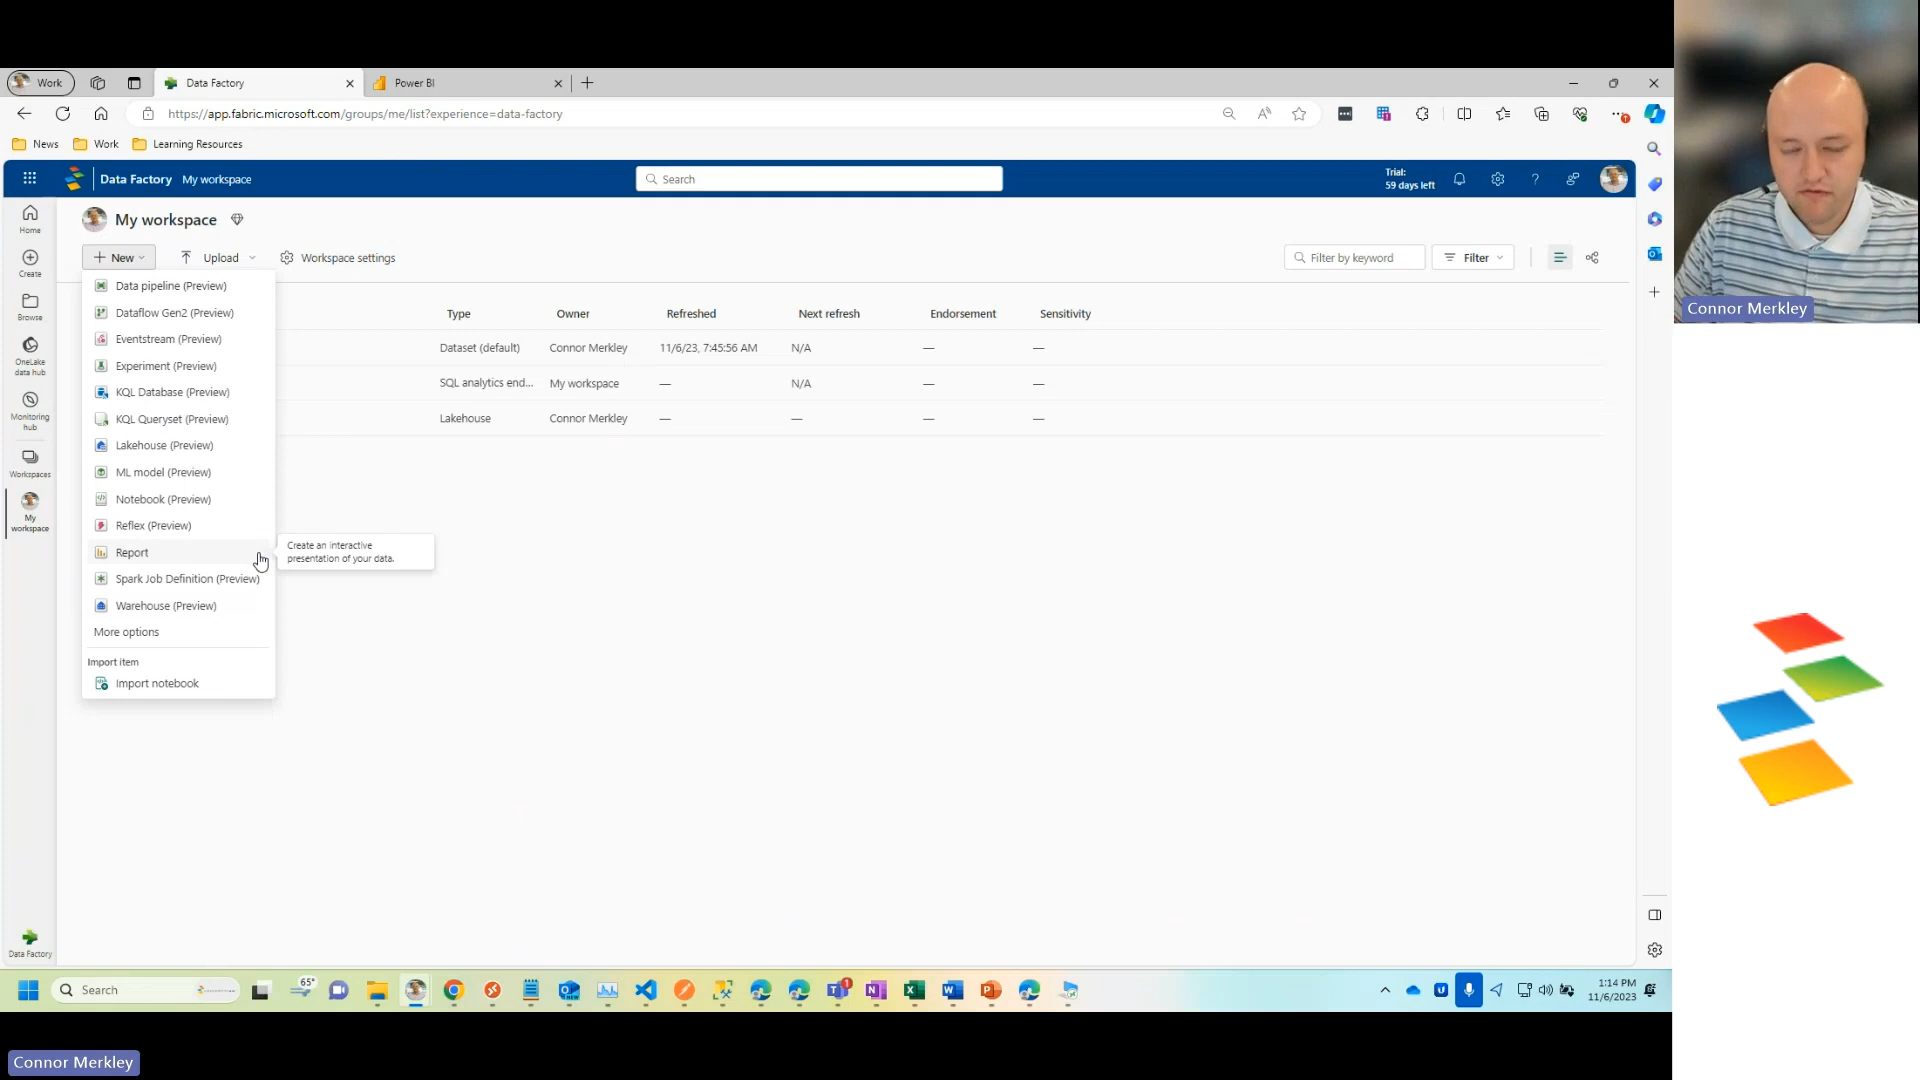 Work
Data Factory
Power BI
https://app.fabric.microsoft.com/groups/me/list?experience=data-factory
News
Work
Learning Resources
Data Factory
My workspace
Search
Trial:
59 days left
Home
Create
Browse
OneLake
data hub
Monitoring
hub
Workspaces
My
workspace
Data Factory
My workspace
New
Upload
Workspace settings
Filter by keyword
Filter
Data pipeline (Preview)
Dataflow Gen2 (Preview)
Eventstream (Preview)
Experiment (Preview)
KQL Database (Preview)
KQL Queryset (Preview)
Lakehouse (Preview)
ML model (Preview)
Notebook (Preview)
Reflex (Preview)
Report
Spark Job Definition (Preview)
Warehouse (Preview)
More options
Import item
Import notebook
Create an interactive
presentation of your data.
Type Owner Refreshed Next refresh Endorsement Sensitivity
Dataset (default) Connor Merkley 11/6/23, 7:45:56 AM N/A — —
SQL analytics end... My workspace — N/A — —
Lakehouse Connor Merkley — — — —
Connor Merkley
Search
65°
1
1:14 PM
11/6/2023
Connor Merkley